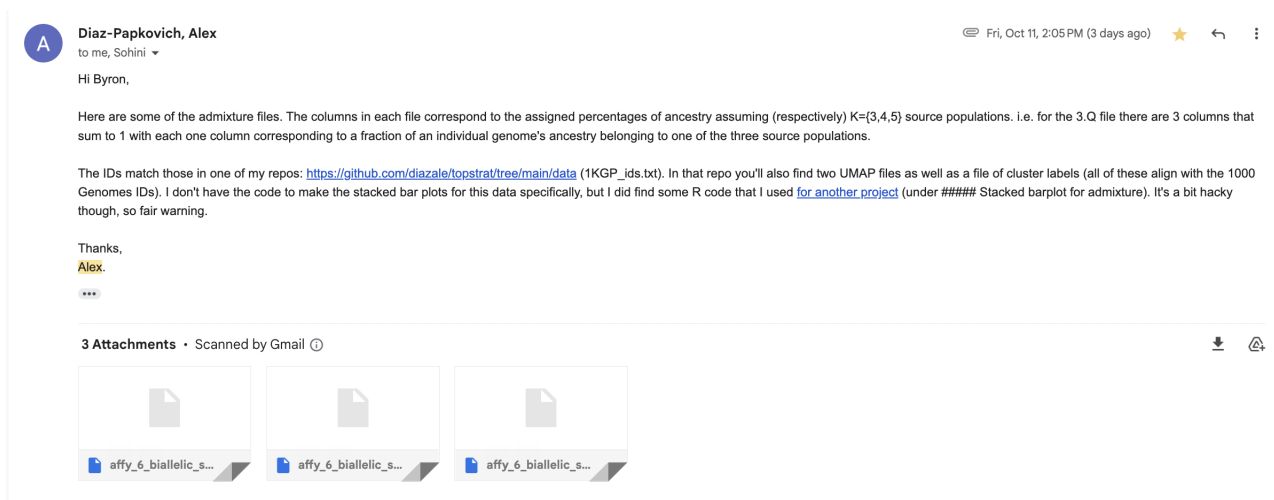 A
Diaz-Papkovich, Alex
Fri, Oct 11, 2:05 PM (3 days ago)
to me, Sohini
Hi Byron,
Here are some of the admixture files. The columns in each file correspond to the assigned percentages of ancestry assuming (respectively) K={3,4,5} source populations. i.e. for the 3.Q file there are 3 columns that
sum to 1 with each one column corresponding to a fraction of an individual genome's ancestry belonging to one of the three source populations.
The IDs match those in one of my repos: https://github.com/diazale/topstrat/tree/main/data (1KGP_ids.txt). In that repo you'll also find two UMAP files as well as a file of cluster labels (all of these align with the 1000
Genomes IDs). I don't have the code to make the stacked bar plots for this data specifically, but I did find some R code that I used for another project (under ##### Stacked barplot for admixture). It's a bit hacky
though, so fair warning.
Thanks,
Alex.
3 Attachments • Scanned by Gmail
affy_6_biallelic_s... affy_6_biallelic_s... affy_6_biallelic_s...